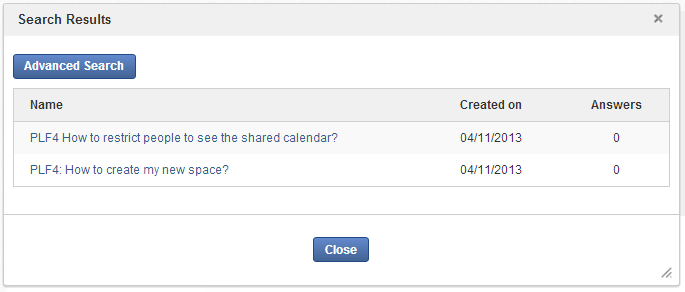 Search Results
Advanced Search
Name Created on Answers
PLF4 How to restrict people to see the shared calendar? 04/11/2013 0
PLF4: How to create my new space? 04/11/2013 0
Close